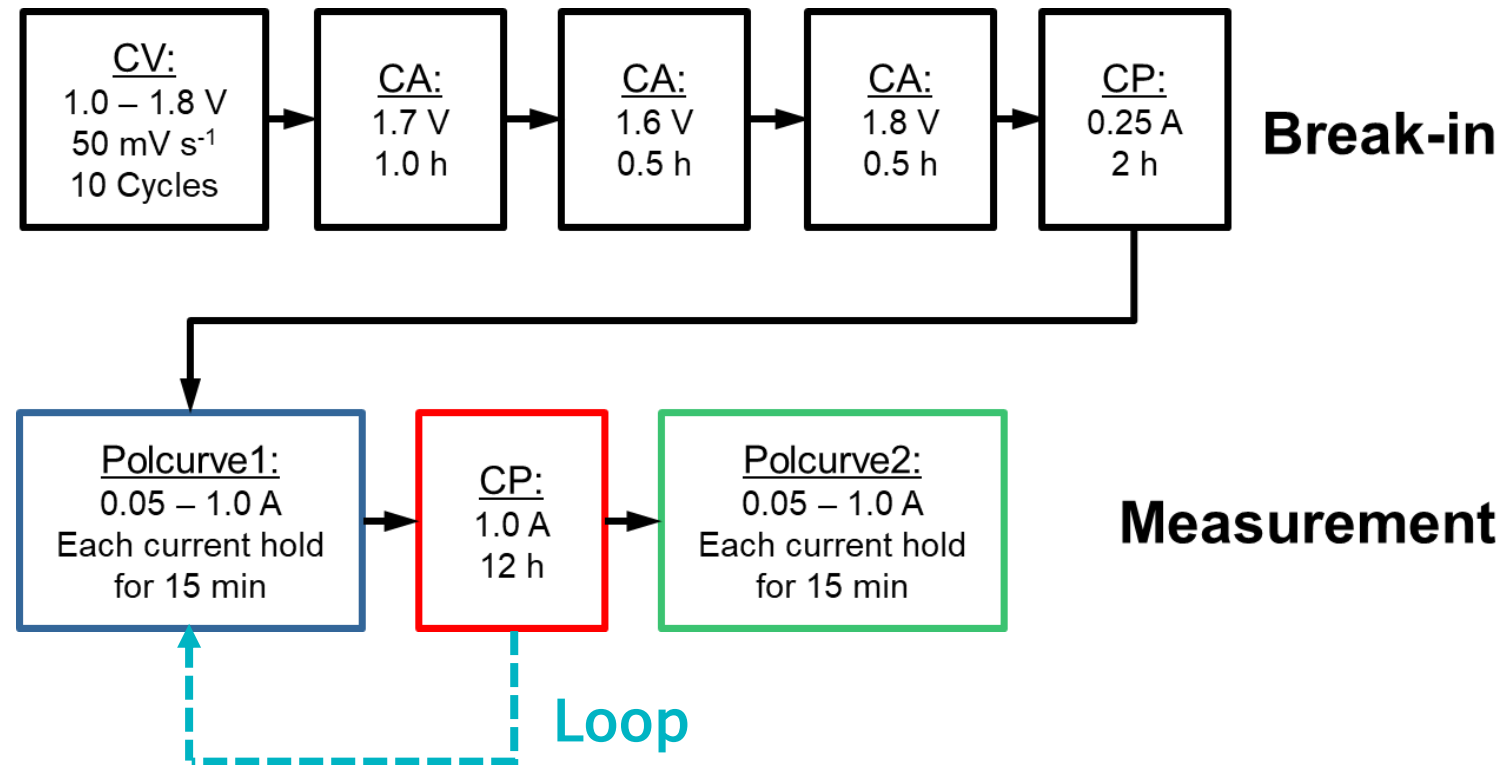 CV:
1.0 – 1.8 V
50 mV s⁻¹
10 Cycles
CA:
1.7 V
1.0 h
CA:
1.6 V
0.5 h
CA:
1.8 V
0.5 h
CP:
0.25 A
2 h
Break-in
Polcurve1:
0.05 – 1.0 A
Each current hold
for 15 min
CP:
1.0 A
12 h
Polcurve2:
0.05 – 1.0 A
Each current hold
for 15 min
Measurement
Loop